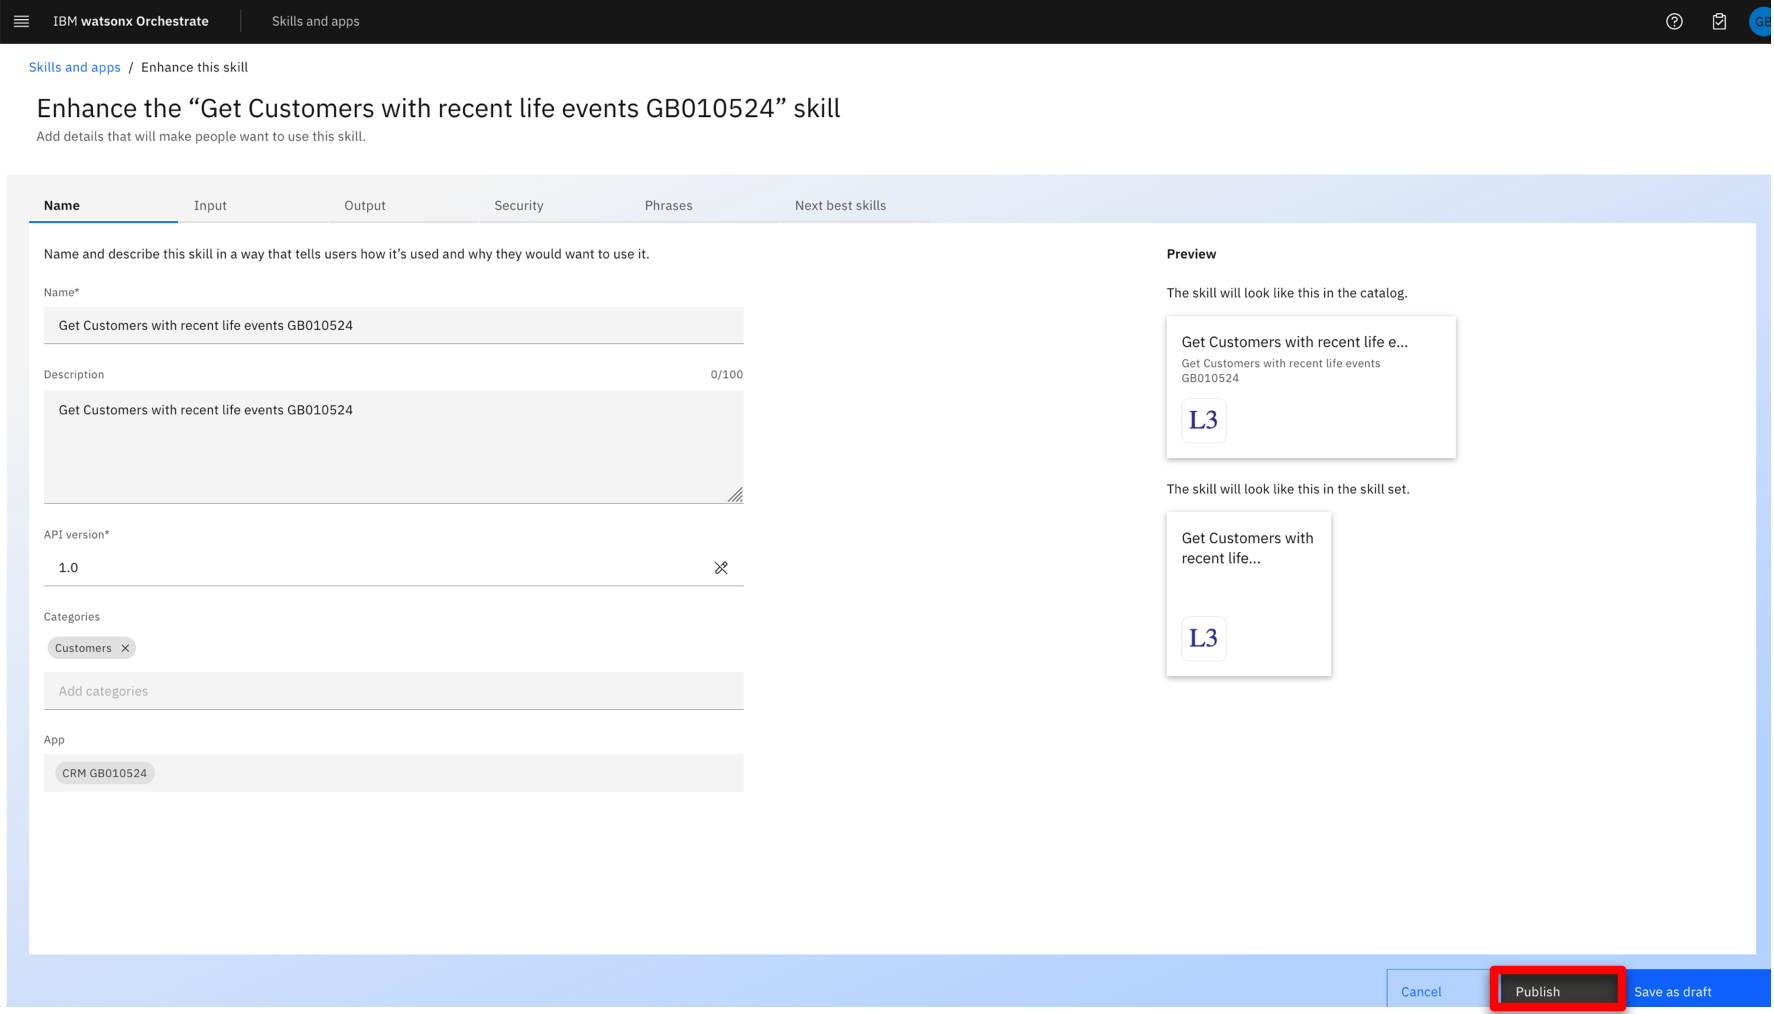 IBM watsonx Orchestrate
Skills and apps
GB
Skills and apps / Enhance this skill
Enhance the “Get Customers with recent life events GB010524” skill
Add details that will make people want to use this skill.
Name
Input
Output
Security
Phrases
Next best skills
Name and describe this skill in a way that tells users how it’s used and why they would want to use it.
Name*
Get Customers with recent life events GB010524
Description
0/100
Get Customers with recent life events GB010524
API version*
1.0
Categories
Customers
Add categories
App
CRM GB010524
Preview
The skill will look like this in the catalog.
Get Customers with recent life e...
Get Customers with recent life events
GB010524
L3
The skill will look like this in the skill set.
Get Customers with
recent life...
L3
Cancel
Publish
Save as draft